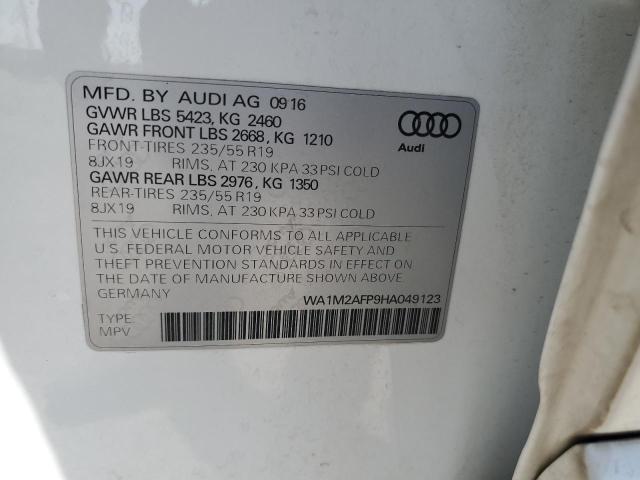 MFD. BY AUDI AG 09 16
GVWR LBS 5423, KG 2460
GAWR FRONT LBS 2668, KG 1210
FRONT-TIRES 235/55 R19
8JX19 RIMS, AT 230 KPA 33 PSI COLD
GAWR REAR LBS 2976, KG 1350
REAR-TIRES 235/55 R19
8JX19 RIMS, AT 230 KPA 33 PSI COLD
Audi
THIS VEHICLE CONFORMS TO ALL APPLICABLE
U.S. FEDERAL MOTOR VEHICLE SAFETY AND
THEFT PREVENTION STANDARDS IN EFFECT ON
THE DATE OF MANUFACTURE SHOWN ABOVE.
GERMANY WA1M2AFP9HA049123
TYPE:
MPV